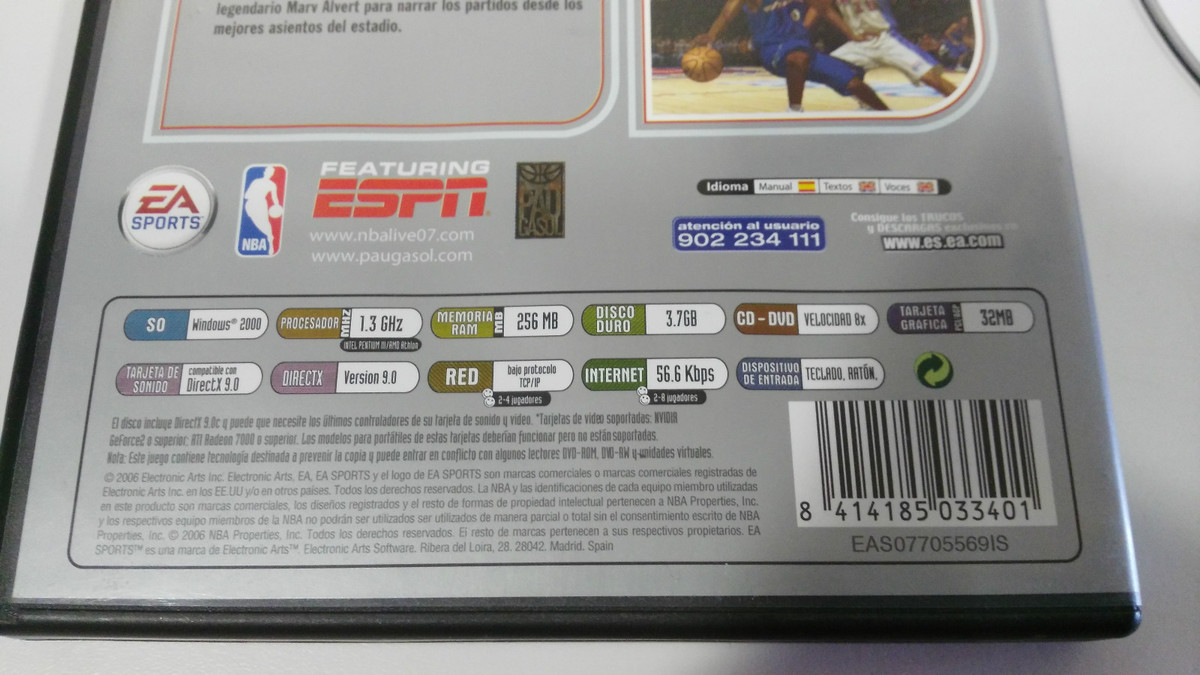 legendario Marv Alvert para narrar los partidos desde los
mejores asientos del estadio.
EA
SPORTS™
NBA
FEATURING
ESPN
www.nbalive07.com
www.paugasol.com
PAU
GASOL
Idioma Manual Textos Voces
atención al usuario
902 234 111
Consigue los TRUCOS
y DESCARGAS exclusivas en
www.es.ea.com
SO Windows® 2000
PROCESADOR MHZ 1.3 GHz
INTEL PENTIUM III/AMD Athlon
MEMORIA RAM MB 256 MB
DISCO DURO 3.7GB
CD - DVD VELOCIDAD 8x
TARJETA GRAFICA PCI/AGP 32MB
TARJETA DE SONIDO compatible con DirectX 9.0
DIRECTX Version 9.0
RED bajo protocolo TCP/IP
2-4 jugadores
INTERNET 56.6 Kbps
2-8 jugadores
DISPOSITIVO DE ENTRADA TECLADO, RATÓN,
El disco incluye DirectX 9.0c y puede que necesite los últimos controladores de su tarjeta de sonido y video. *Tarjetas de video soportadas: NVIDIA
GeForce2 o superior; ATI Radeon 7000 o superior. Los modelos para portátiles de estas tarjetas deberían funcionar pero no están soportadas.
Nota: Este juego contiene tecnología destinada a prevenir la copia y puede entrar en conflicto con algunos lectores DVD-ROM, DVD-RW y unidades virtuales.
© 2006 Electronic Arts Inc. Electronic Arts, EA, EA SPORTS y el logo de EA SPORTS son marcas comerciales o marcas comerciales registradas de
Electronic Arts Inc. en los EE.UU y/o en otros países. Todos los derechos reservados. La NBA y las identificaciones de cada equipo miembro utilizadas
en este producto son marcas comerciales, los diseños registrados y el resto de formas de propiedad intelectual pertenecen a NBA Properties, Inc.
y los respectivos equipo miembros de la NBA no podrán ser utilizados ser utilizados de manera parcial o total sin el consentimiento escrito de NBA
Properties, Inc. © 2006 NBA Properties, Inc. Todos los derechos reservados. El resto de marcas pertenecen a sus respectivos propietarios. EA
SPORTS™ es una marca de Electronic Arts™. Electronic Arts Software. Ribera del Loira, 28. 28042. Madrid. Spain
8 414185 033401
EAS07705569IS